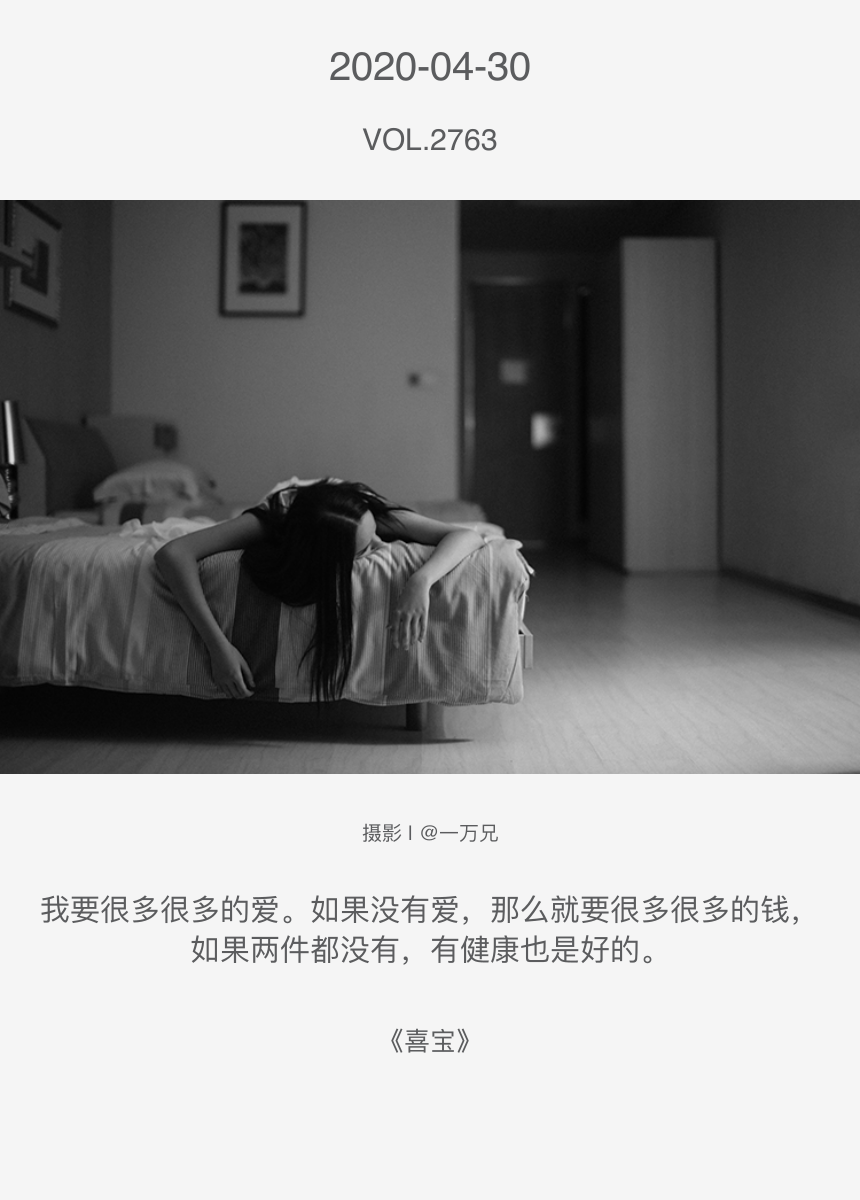 2020-04-30
VOL.2763
摄影 | @一万兄
我要很多很多的爱。如果没有爱，那么就要很多很多的钱，
如果两件都没有，有健康也是好的。
《喜宝》